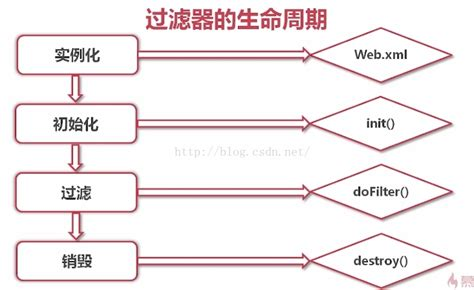 过滤器的生命周期
实例化
Web.xml
初始化
init()
http://blog.csdn.net/
过滤
doFilter()
销毁
destroy()